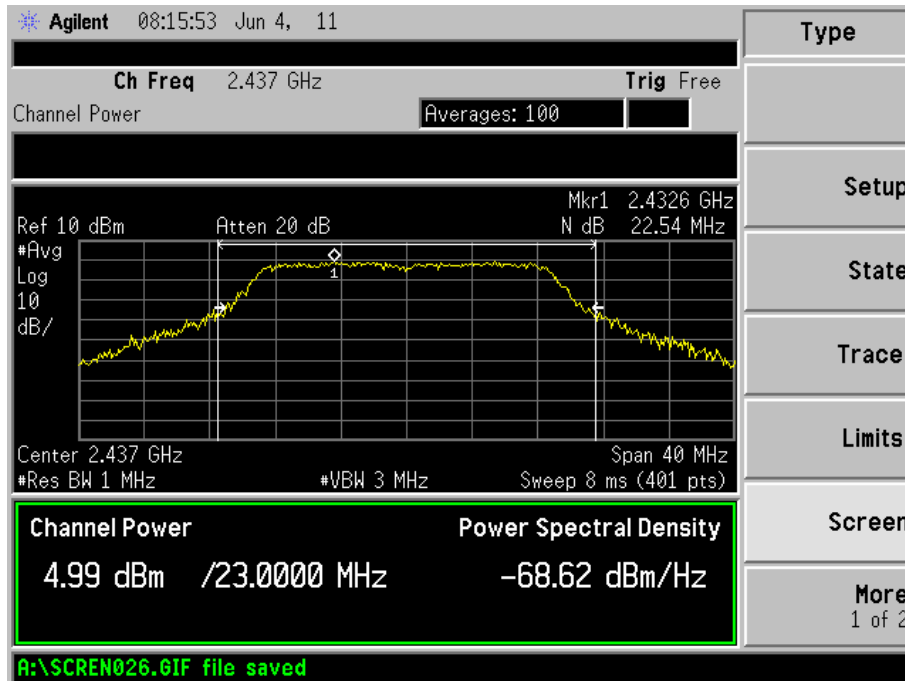 Agilent 08:15:53 Jun 4, 11
Ch Freq 2.437 GHz Trig Free
Channel Power Averages: 100
Mkr1 2.4326 GHz
Ref 10 dBm Atten 20 dB N dB 22.54 MHz
#Avg
Log
10
dB/
1
Center 2.437 GHz Span 40 MHz
#Res BW 1 MHz #VBW 3 MHz Sweep 8 ms (401 pts)
Channel Power Power Spectral Density
4.99 dBm /23.0000 MHz -68.62 dBm/Hz
A:\SCREN026.GIF file saved
Type
Setup
State
Trace
Limits
Screen
More
1 of 2